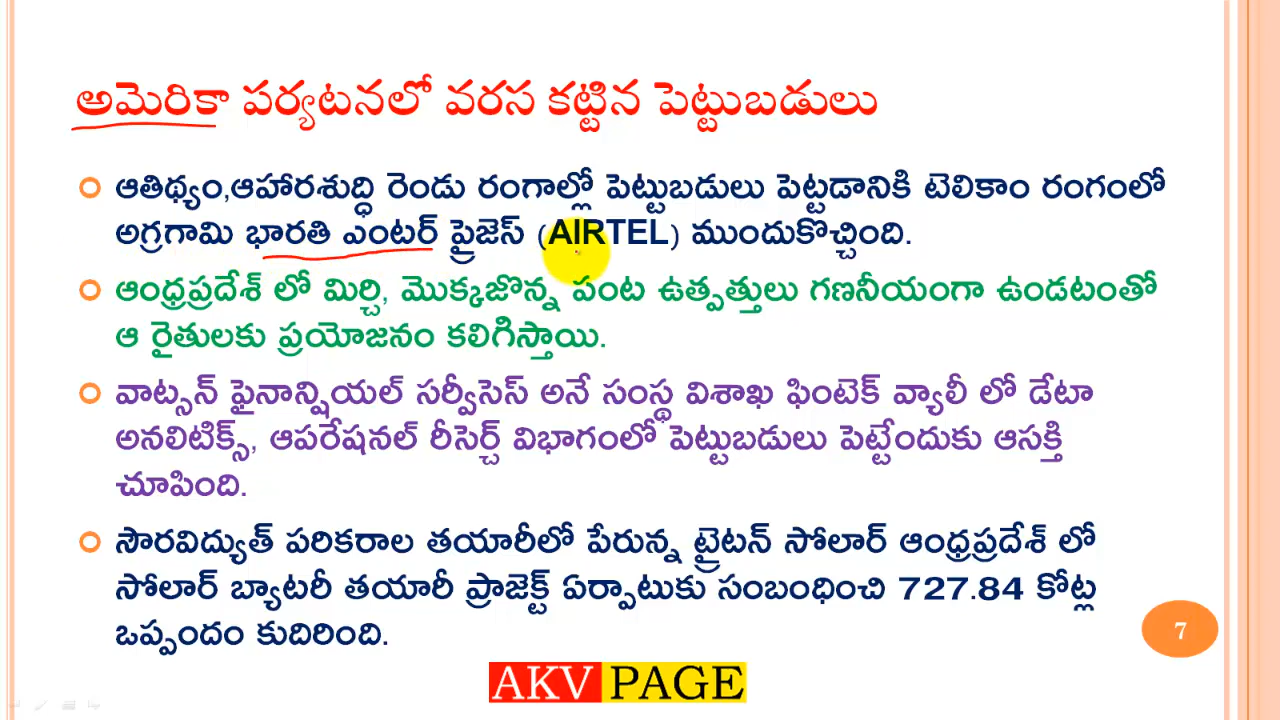 అమెరికా పర్యటనలో వరస కట్టిన పెట్టుబడులు
ఆతిథ్యం,ఆహారశుద్ధి రెండు రంగాల్లో పెట్టుబడులు పెట్టడానికి టెలికాం రంగంలో
అగ్రగామి భారతి ఎంటర్ ప్రైజెస్ (AIRTEL) ముందుకొచ్చింది.
ఆంధ్రప్రదేశ్ లో మిర్చి, మొక్కజొన్న పంట ఉత్పత్తులు గణనీయంగా ఉండటంతో
ఆ రైతులకు ప్రయోజనం కలిగిస్తాయి.
వాట్సన్ ఫైనాన్షియల్ సర్వీసెస్ అనే సంస్థ విశాఖ ఫింటెక్ వ్యాలీ లో డేటా
అనలిటిక్స్, ఆపరేషనల్ రీసెర్చ్ విభాగంలో పెట్టుబడులు పెట్టేందుకు ఆసక్తి
చూపింది.
సౌరవిద్యుత్ పరికరాల తయారీలో పేరున్న ట్రైటన్ సోలార్ ఆంధ్రప్రదేశ్ లో
సోలార్ బ్యాటరీ తయారీ ప్రాజెక్ట్ ఏర్పాటుకు సంబంధించి 727.84 కోట్ల
ఒప్పందం కుదిరింది.
7
AKV PAGE